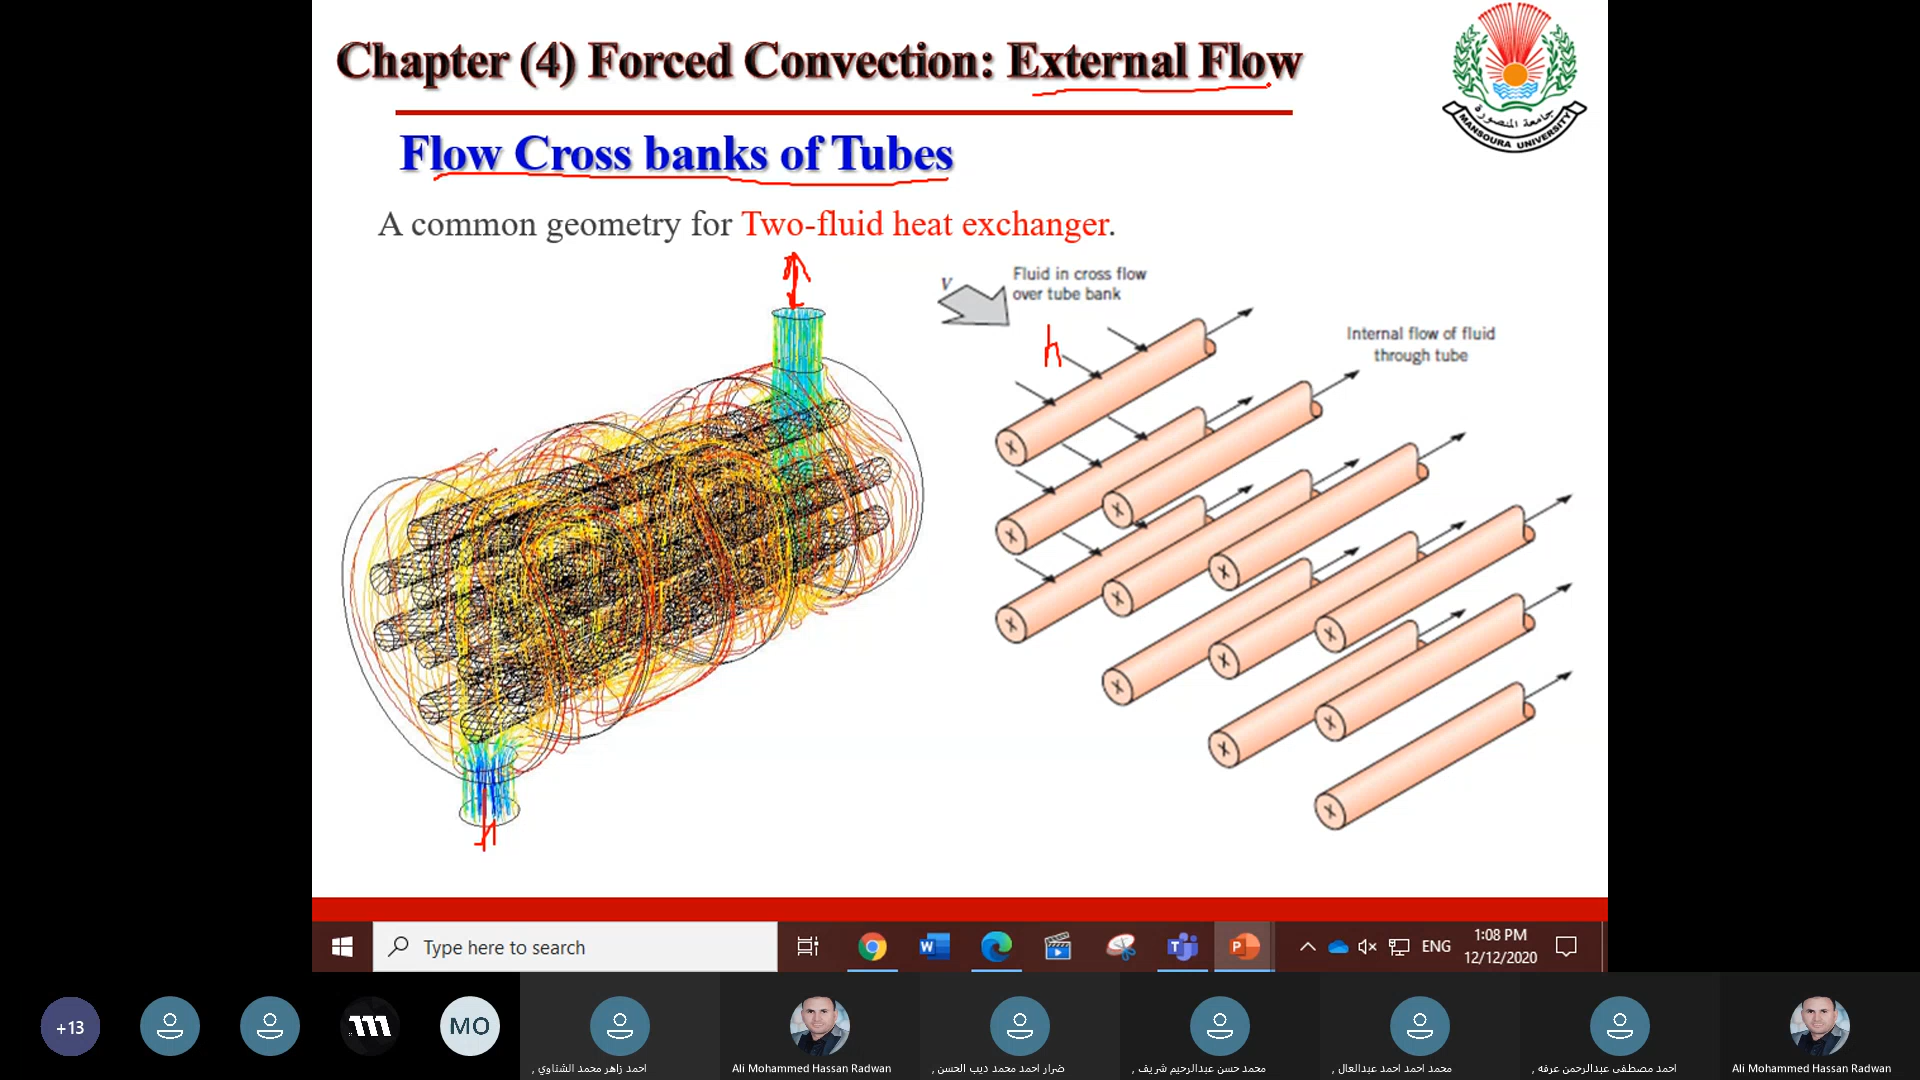 Chapter (4) Forced Convection: External Flow
جامعة المنصورة
MANSOURA UNIVERSITY
Flow Cross banks of Tubes
A common geometry for Two-fluid heat exchanger.
V
Fluid in cross flow
over tube bank
h
Internal flow of fluid
through tube
Type here to search
ENG
1:08 PM
12/12/2020
+13
MO
احمد زاهر محمد الشناوي ,
Ali Mohammed Hassan Radwan
ضرار احمد محمد ديب الحسن ,
محمد حسن عبدالرحيم شريف ,
محمد احمد احمد عبدالعال ,
احمد مصطفى عبدالرحمن عرفه ,
Ali Mohammed Hassan Radwan